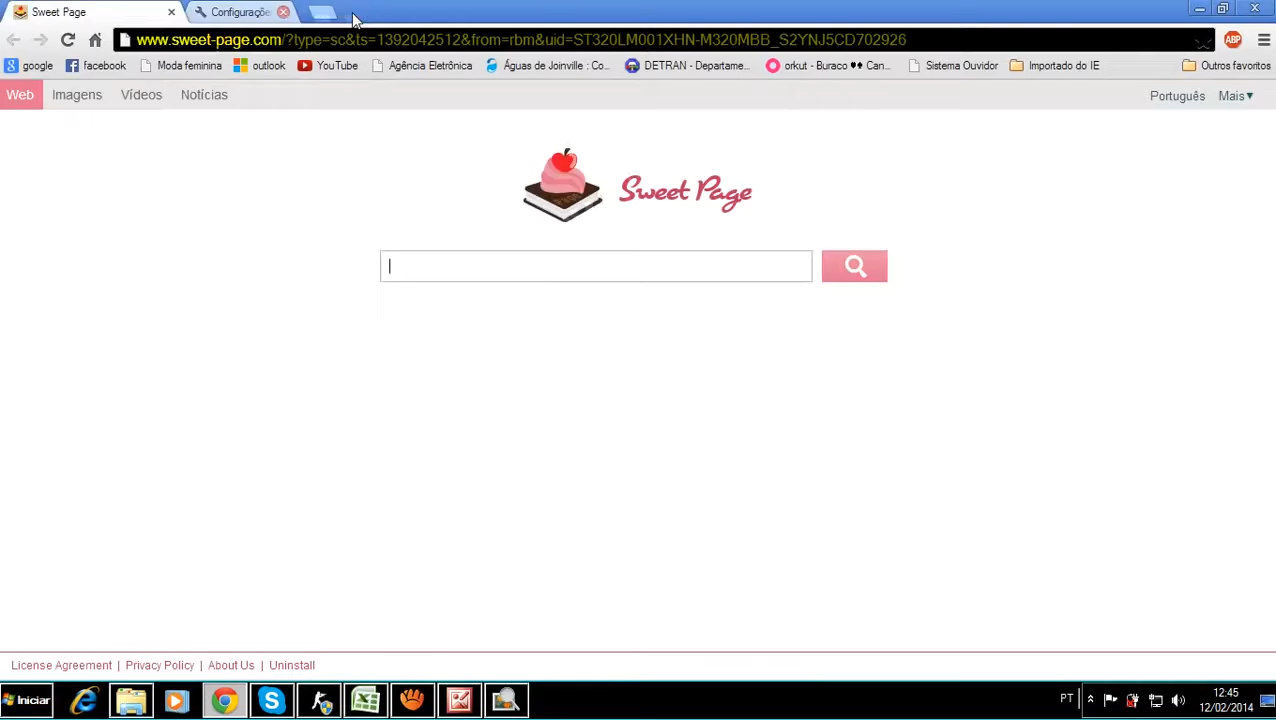 Sweet Page
Configuraçõe
www.sweet-page.com/?type=sc&ts=1392042512&from=rbm&uid=ST320LM001XHN-M320MBB_S2YNJ5CD702926
ABP
google facebook Moda feminina outlook YouTube Agência Eletrônica Águas de Joinville : Co... DETRAN - Departame... orkut - Buraco ♥♥ Can... Sistema Ouvidor Importado do IE Outros favoritos
Web Imagens Vídeos Notícias Português Mais▼
Sweet Page
License Agreement | Privacy Policy | About Us | Uninstall
Iniciar
PT
12:45
12/02/2014